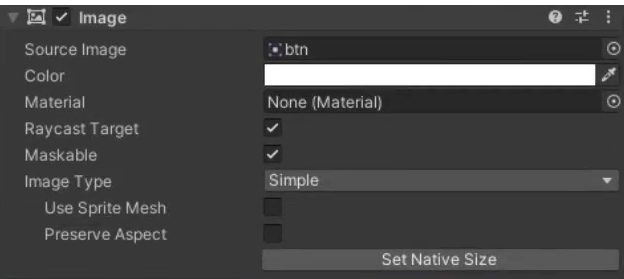 Image
Source Image btn
Color
Material None (Material)
Raycast Target
Maskable
Image Type Simple
Use Sprite Mesh
Preserve Aspect
Set Native Size